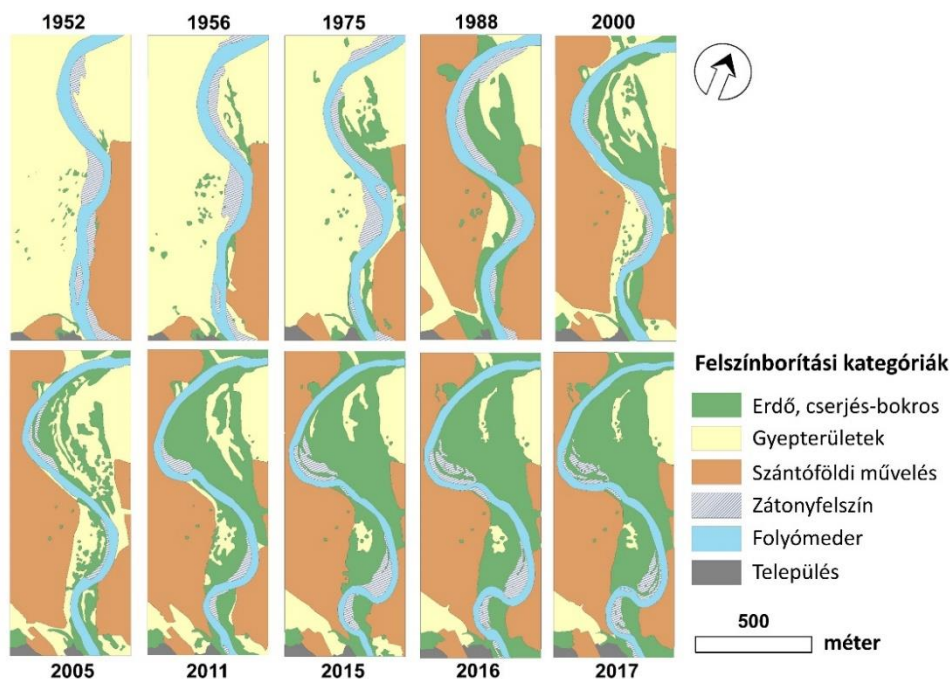 1952 1956 1975 1988 2000
Felszínborítási kategóriák
Erdő, cserjés-bokros
Gyepterületek
Szántóföldi művelés
Zátonyfelszín
Folyómeder
Település
500
méter
2005 2011 2015 2016 2017